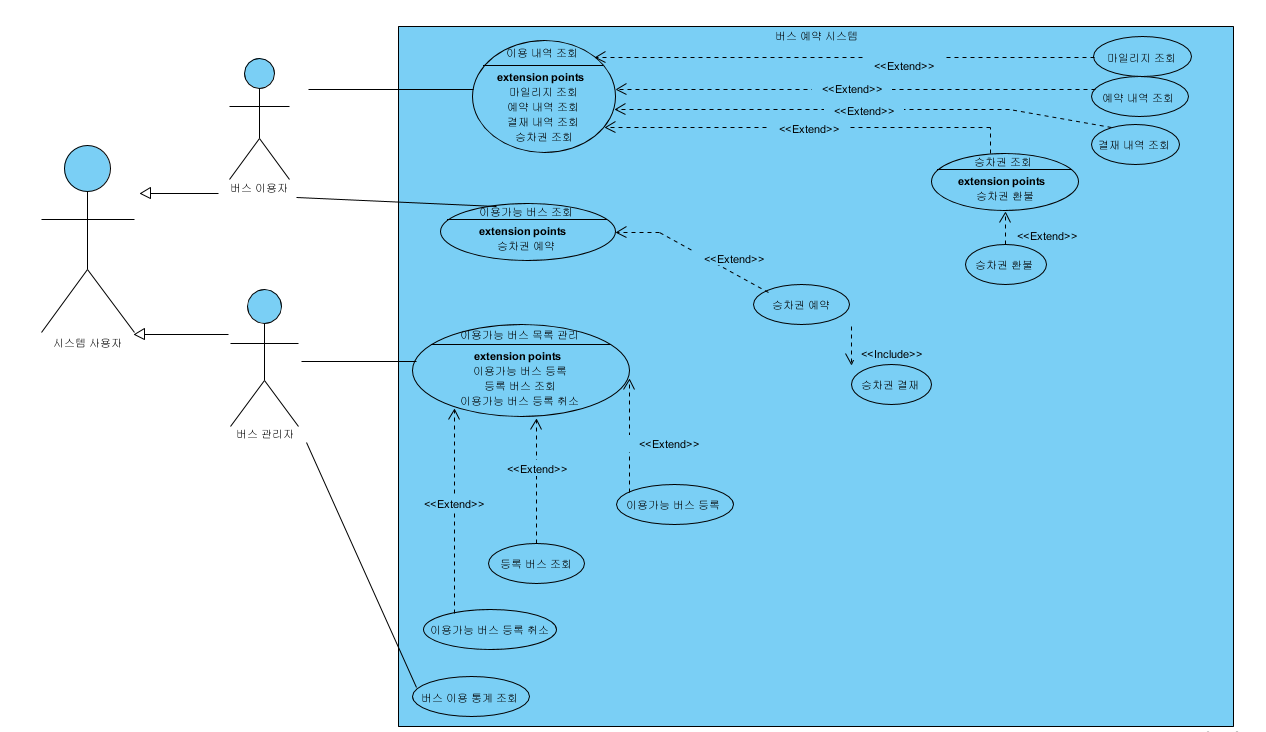 버스 예약 시스템
이용 내역 조회
extension points
마일리지 조회
예약 내역 조회
결재 내역 조회
승차권 조회
<<Extend>>
마일리지 조회
<<Extend>>
예약 내역 조회
<<Extend>>
결재 내역 조회
<<Extend>>
승차권 조회
extension points
승차권 환불
<<Extend>>
승차권 환불
버스 이용자
이용가능 버스 조회
extension points
승차권 예약
<<Extend>>
승차권 예약
<<Include>>
승차권 결재
시스템 사용자
버스 관리자
이용가능 버스 목록 관리
extension points
이용가능 버스 등록
등록 버스 조회
이용가능 버스 등록 취소
<<Extend>>
<<Extend>>
<<Extend>>
이용가능 버스 등록
등록 버스 조회
이용가능 버스 등록 취소
버스 이용 통계 조회